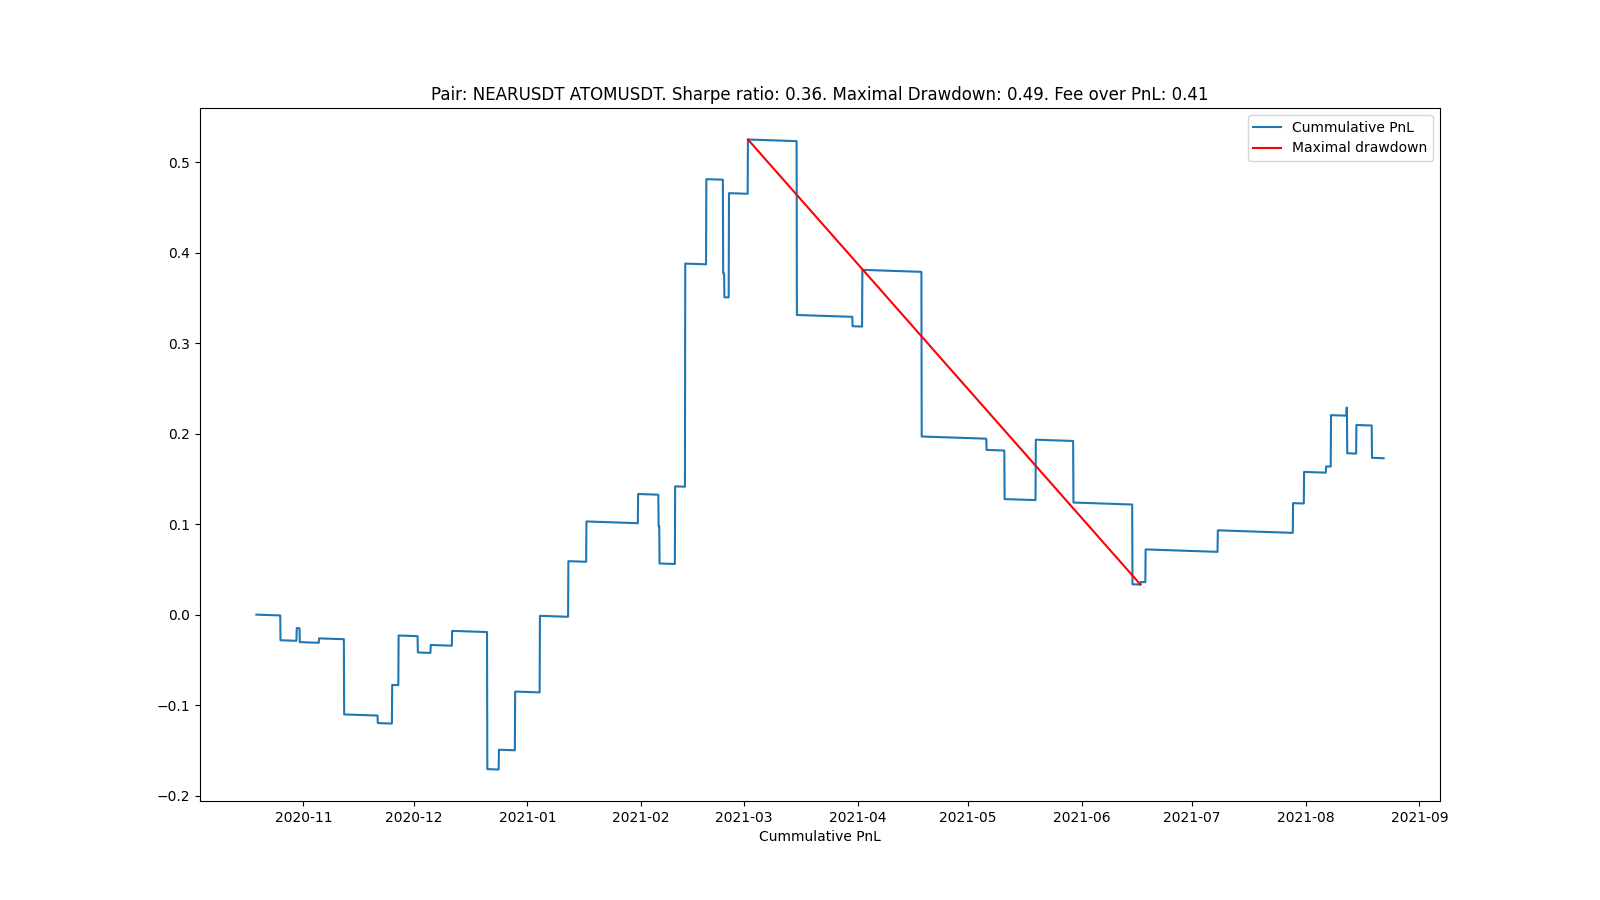 Pair: NEARUSDT ATOMUSDT. Sharpe ratio: 0.36. Maximal Drawdown: 0.49. Fee over PnL: 0.41
Cummulative PnL
Maximal drawdown
0.5
0.4
0.3
0.2
0.1
0.0
−0.1
−0.2
2020-11 2020-12 2021-01 2021-02 2021-03 2021-04 2021-05 2021-06 2021-07 2021-08 2021-09
Cummulative PnL